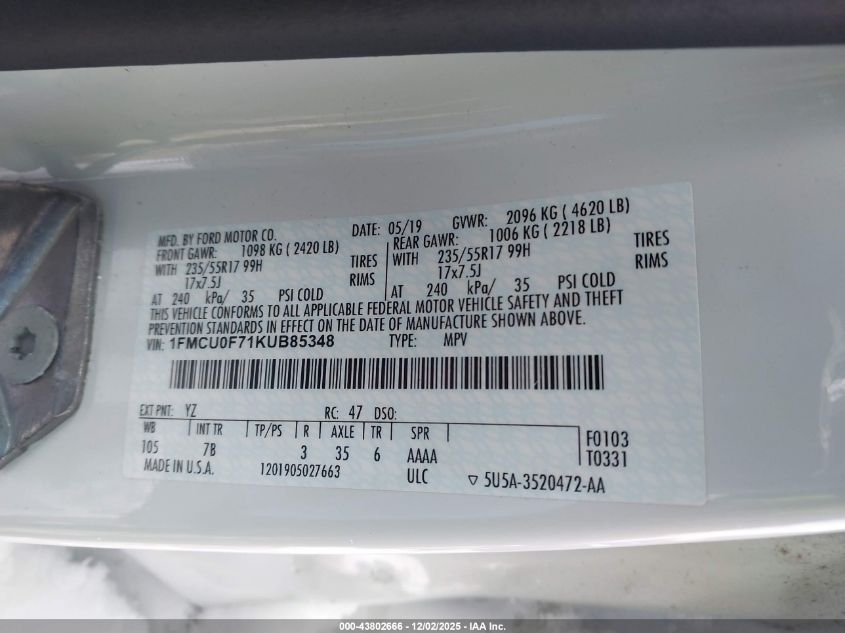 MFD. BY FORD MOTOR CO. DATE: 05/19 GVWR: 2096 KG ( 4620 LB)
FRONT GAWR: 1098 KG ( 2420 LB) REAR GAWR: 1006 KG ( 2218 LB)
WITH 235/55R17 99H TIRES WITH 235/55R17 99H TIRES
17x7.5J RIMS 17x7.5J RIMS
AT 240 kPa/ 35 PSI COLD AT 240 kPa/ 35 PSI COLD
THIS VEHICLE CONFORMS TO ALL APPLICABLE FEDERAL MOTOR VEHICLE SAFETY AND THEFT
PREVENTION STANDARDS IN EFFECT ON THE DATE OF MANUFACTURE SHOWN ABOVE.
VIN: 1FMCU0F71KUB85348 TYPE: MPV
EXT PNT: YZ RC: 47 DSO:
WB INT TR TP/PS R AXLE TR SPR F0103
105 7B 3 35 6 AAAA T0331
MADE IN U.S.A. 1201905027663 ULC ▽ 5U5A-3520472-AA
000-43802666 - 12/02/2025 - IAA Inc.